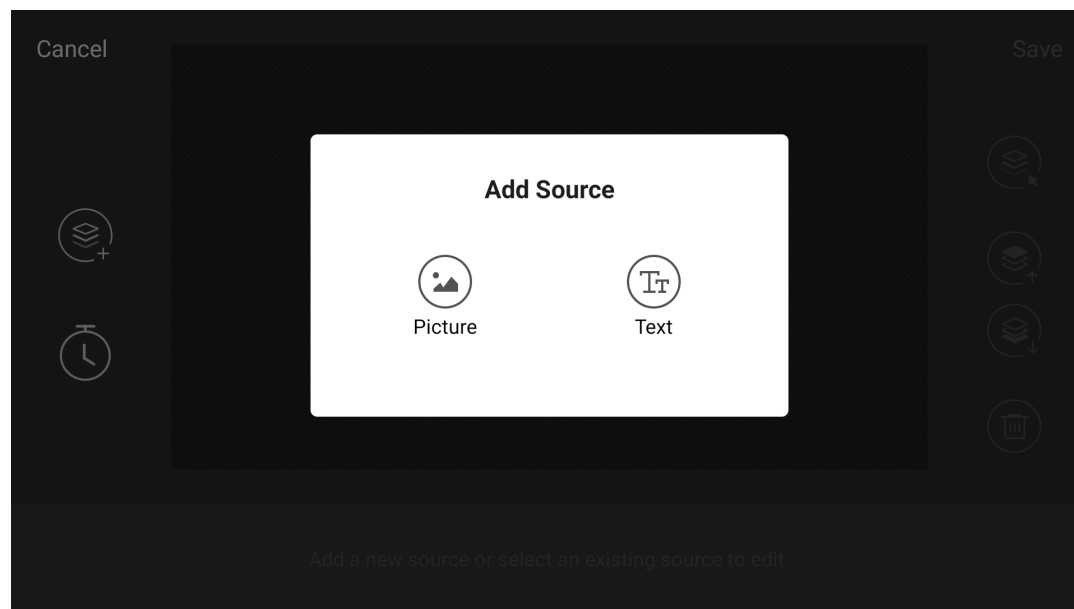 Cancel
Save
Add Source
Picture
Text
Add a new source or select an existing source to edit.